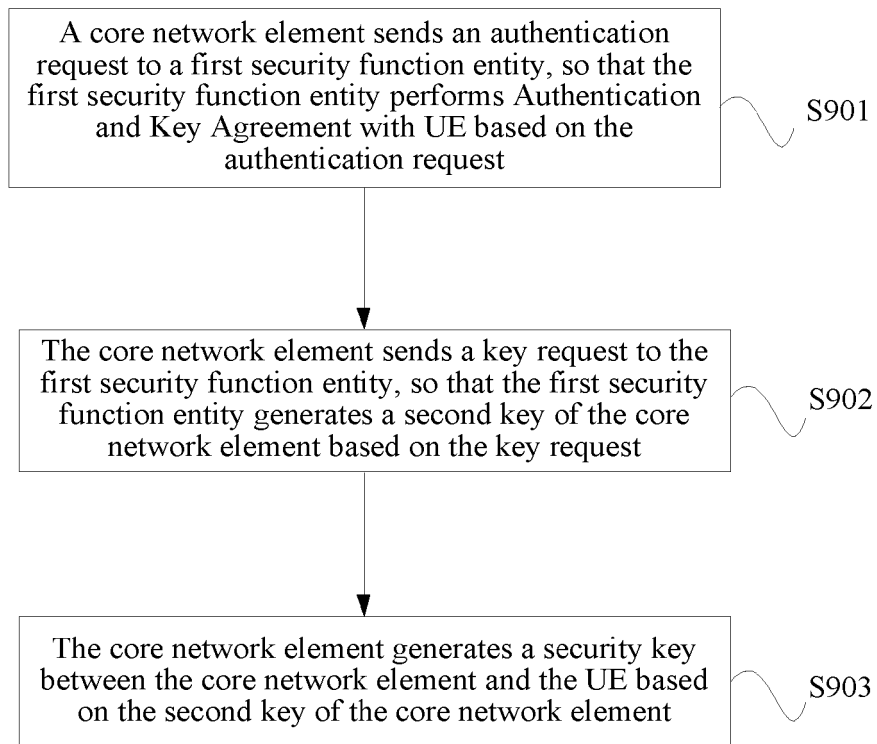 A core network element sends an authentication
request to a first security function entity, so that the
first security function entity performs Authentication
and Key Agreement with UE based on the
authentication request
S901
The core network element sends a key request to the
first security function entity, so that the first security
function entity generates a second key of the core
network element based on the key request
S902
The core network element generates a security key
between the core network element and the UE based
on the second key of the core network element
S903